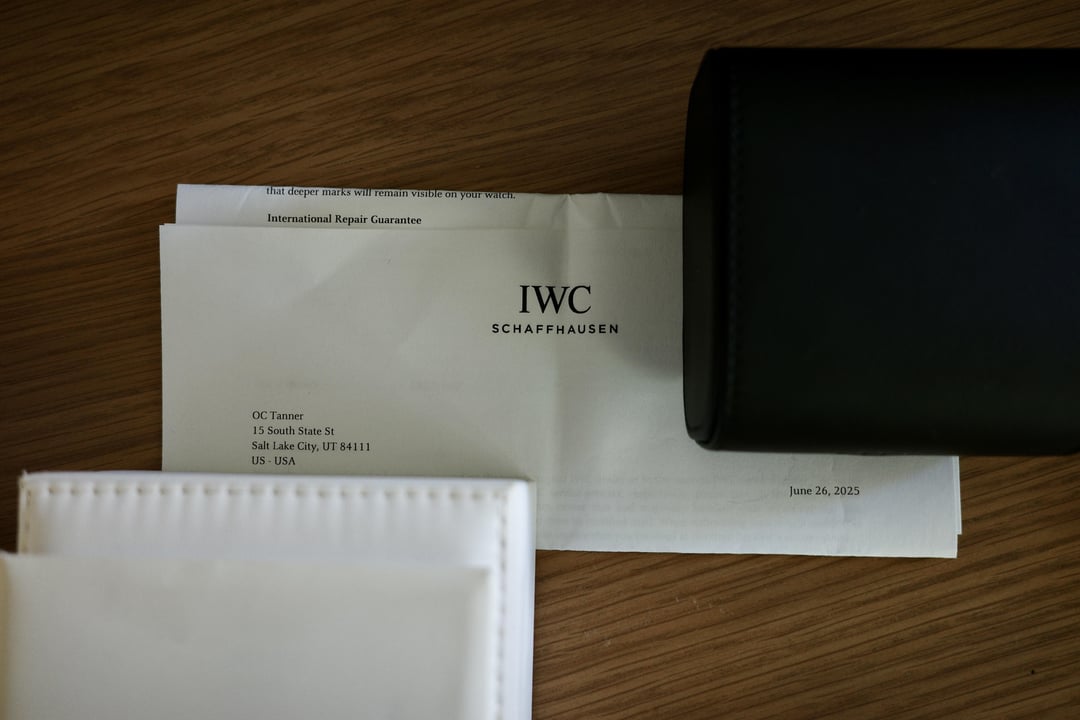 that deeper marks will remain visible on your watch.
International Repair Guarantee
IWC
SCHAFFHAUSEN
OC Tanner
15 South State St
Salt Lake City, UT 84111
US - USA
June 26, 2025